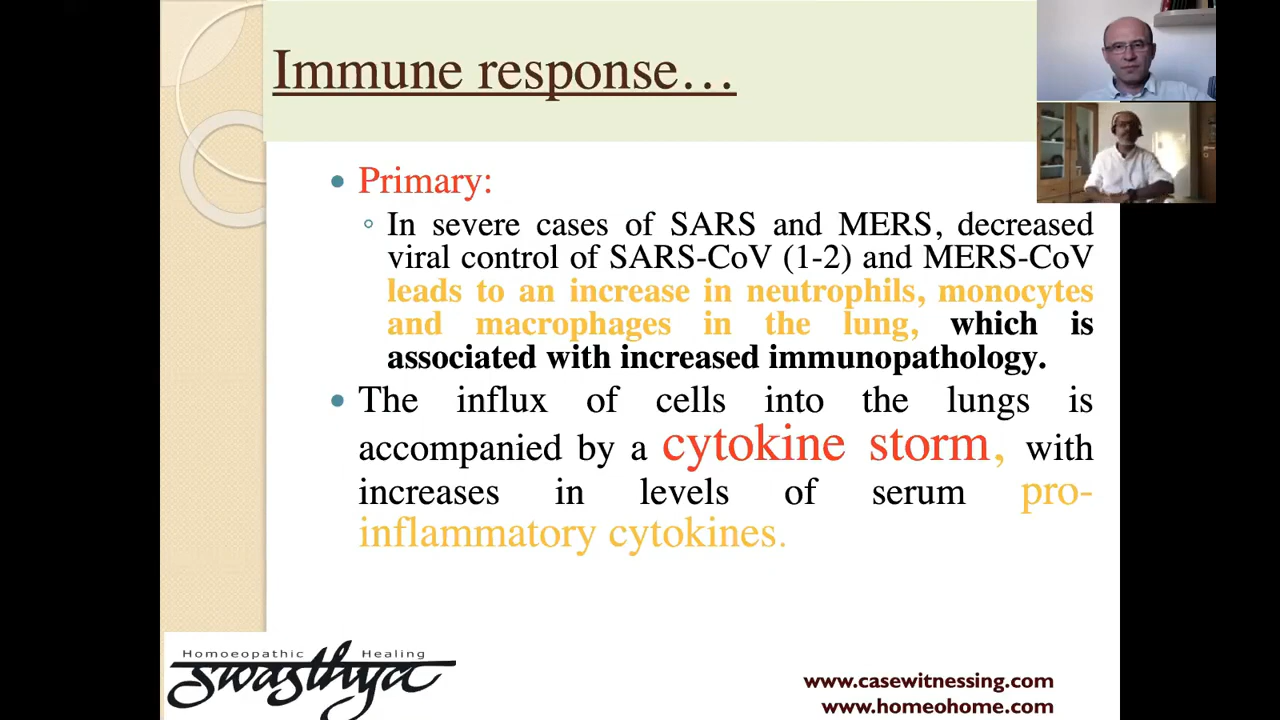 Immune response…
Primary:
In severe cases of SARS and MERS, decreased
viral control of SARS-CoV (1-2) and MERS-CoV
leads to an increase in neutrophils, monocytes
and macrophages in the lung, which is
associated with increased immunopathology.
The influx of cells into the lungs is
accompanied by a cytokine storm, with
increases in levels of serum pro-
inflammatory cytokines.
Homoeopathic Healing
swasthya
www.casewitnessing.com
www.homeohome.com